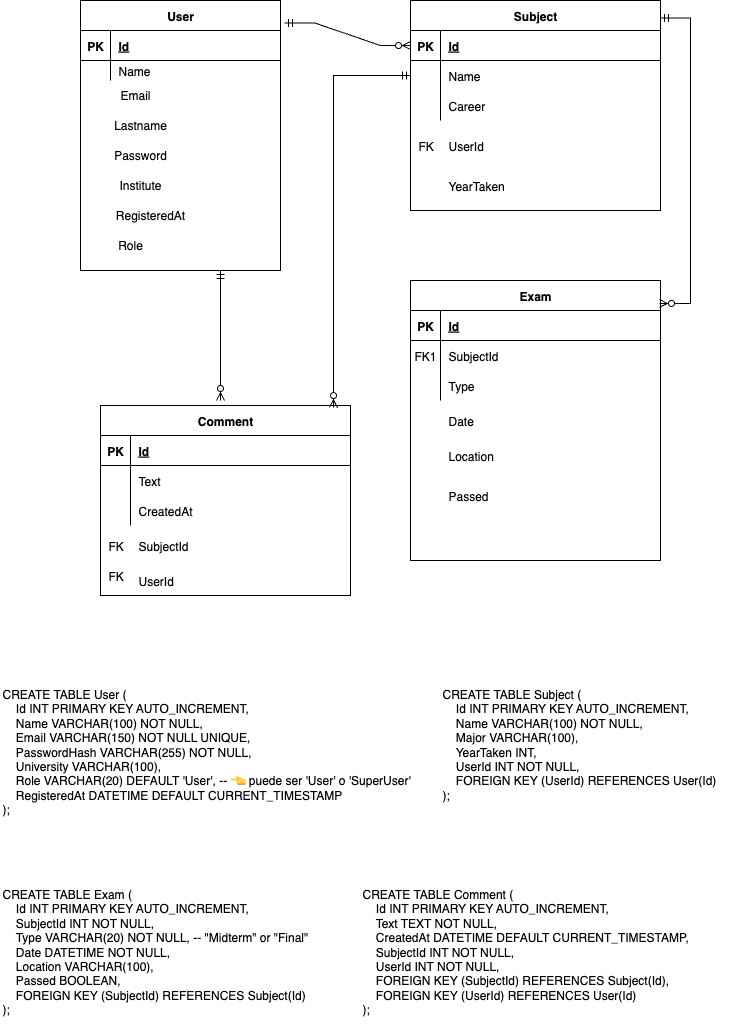 User
PK Id
Name
Email
Lastname
Password
Institute
RegisteredAt
Role
Subject
PK Id
Name
Career
FK UserId
YearTaken
Exam
PK Id
FK1 SubjectId
Type
Date
Location
Passed
Comment
PK Id
Text
CreatedAt
FK SubjectId
FK UserId
CREATE TABLE User (
Id INT PRIMARY KEY AUTO_INCREMENT,
Name VARCHAR(100) NOT NULL,
Email VARCHAR(150) NOT NULL UNIQUE,
PasswordHash VARCHAR(255) NOT NULL,
University VARCHAR(100),
Role VARCHAR(20) DEFAULT 'User', -- 👈 puede ser 'User' o 'SuperUser'
RegisteredAt DATETIME DEFAULT CURRENT_TIMESTAMP
);
CREATE TABLE Subject (
Id INT PRIMARY KEY AUTO_INCREMENT,
Name VARCHAR(100) NOT NULL,
Major VARCHAR(100),
YearTaken INT,
UserId INT NOT NULL,
FOREIGN KEY (UserId) REFERENCES User(Id)
);
CREATE TABLE Exam (
Id INT PRIMARY KEY AUTO_INCREMENT,
SubjectId INT NOT NULL,
Type VARCHAR(20) NOT NULL, -- "Midterm" or "Final"
Date DATETIME NOT NULL,
Location VARCHAR(100),
Passed BOOLEAN,
FOREIGN KEY (SubjectId) REFERENCES Subject(Id)
);
CREATE TABLE Comment (
Id INT PRIMARY KEY AUTO_INCREMENT,
Text TEXT NOT NULL,
CreatedAt DATETIME DEFAULT CURRENT_TIMESTAMP,
SubjectId INT NOT NULL,
UserId INT NOT NULL,
FOREIGN KEY (SubjectId) REFERENCES Subject(Id),
FOREIGN KEY (UserId) REFERENCES User(Id)
);